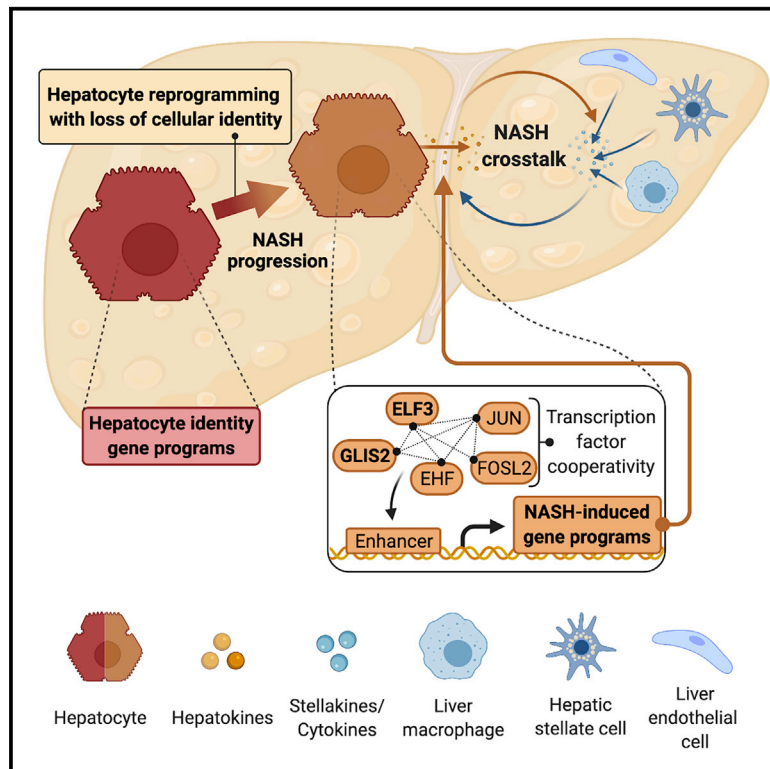 Hepatocyte reprogramming
with loss of cellular identity
NASH
progression
NASH
crosstalk
Hepatocyte identity
gene programs
ELF3
JUN
GLIS2
EHF
FOSL2
Transcription
factor
cooperativity
Enhancer
NASH-induced
gene programs
Hepatocyte
Hepatokines
Stellakines/
Cytokines
Liver
macrophage
Hepatic
stellate cell
Liver
endothelial
cell